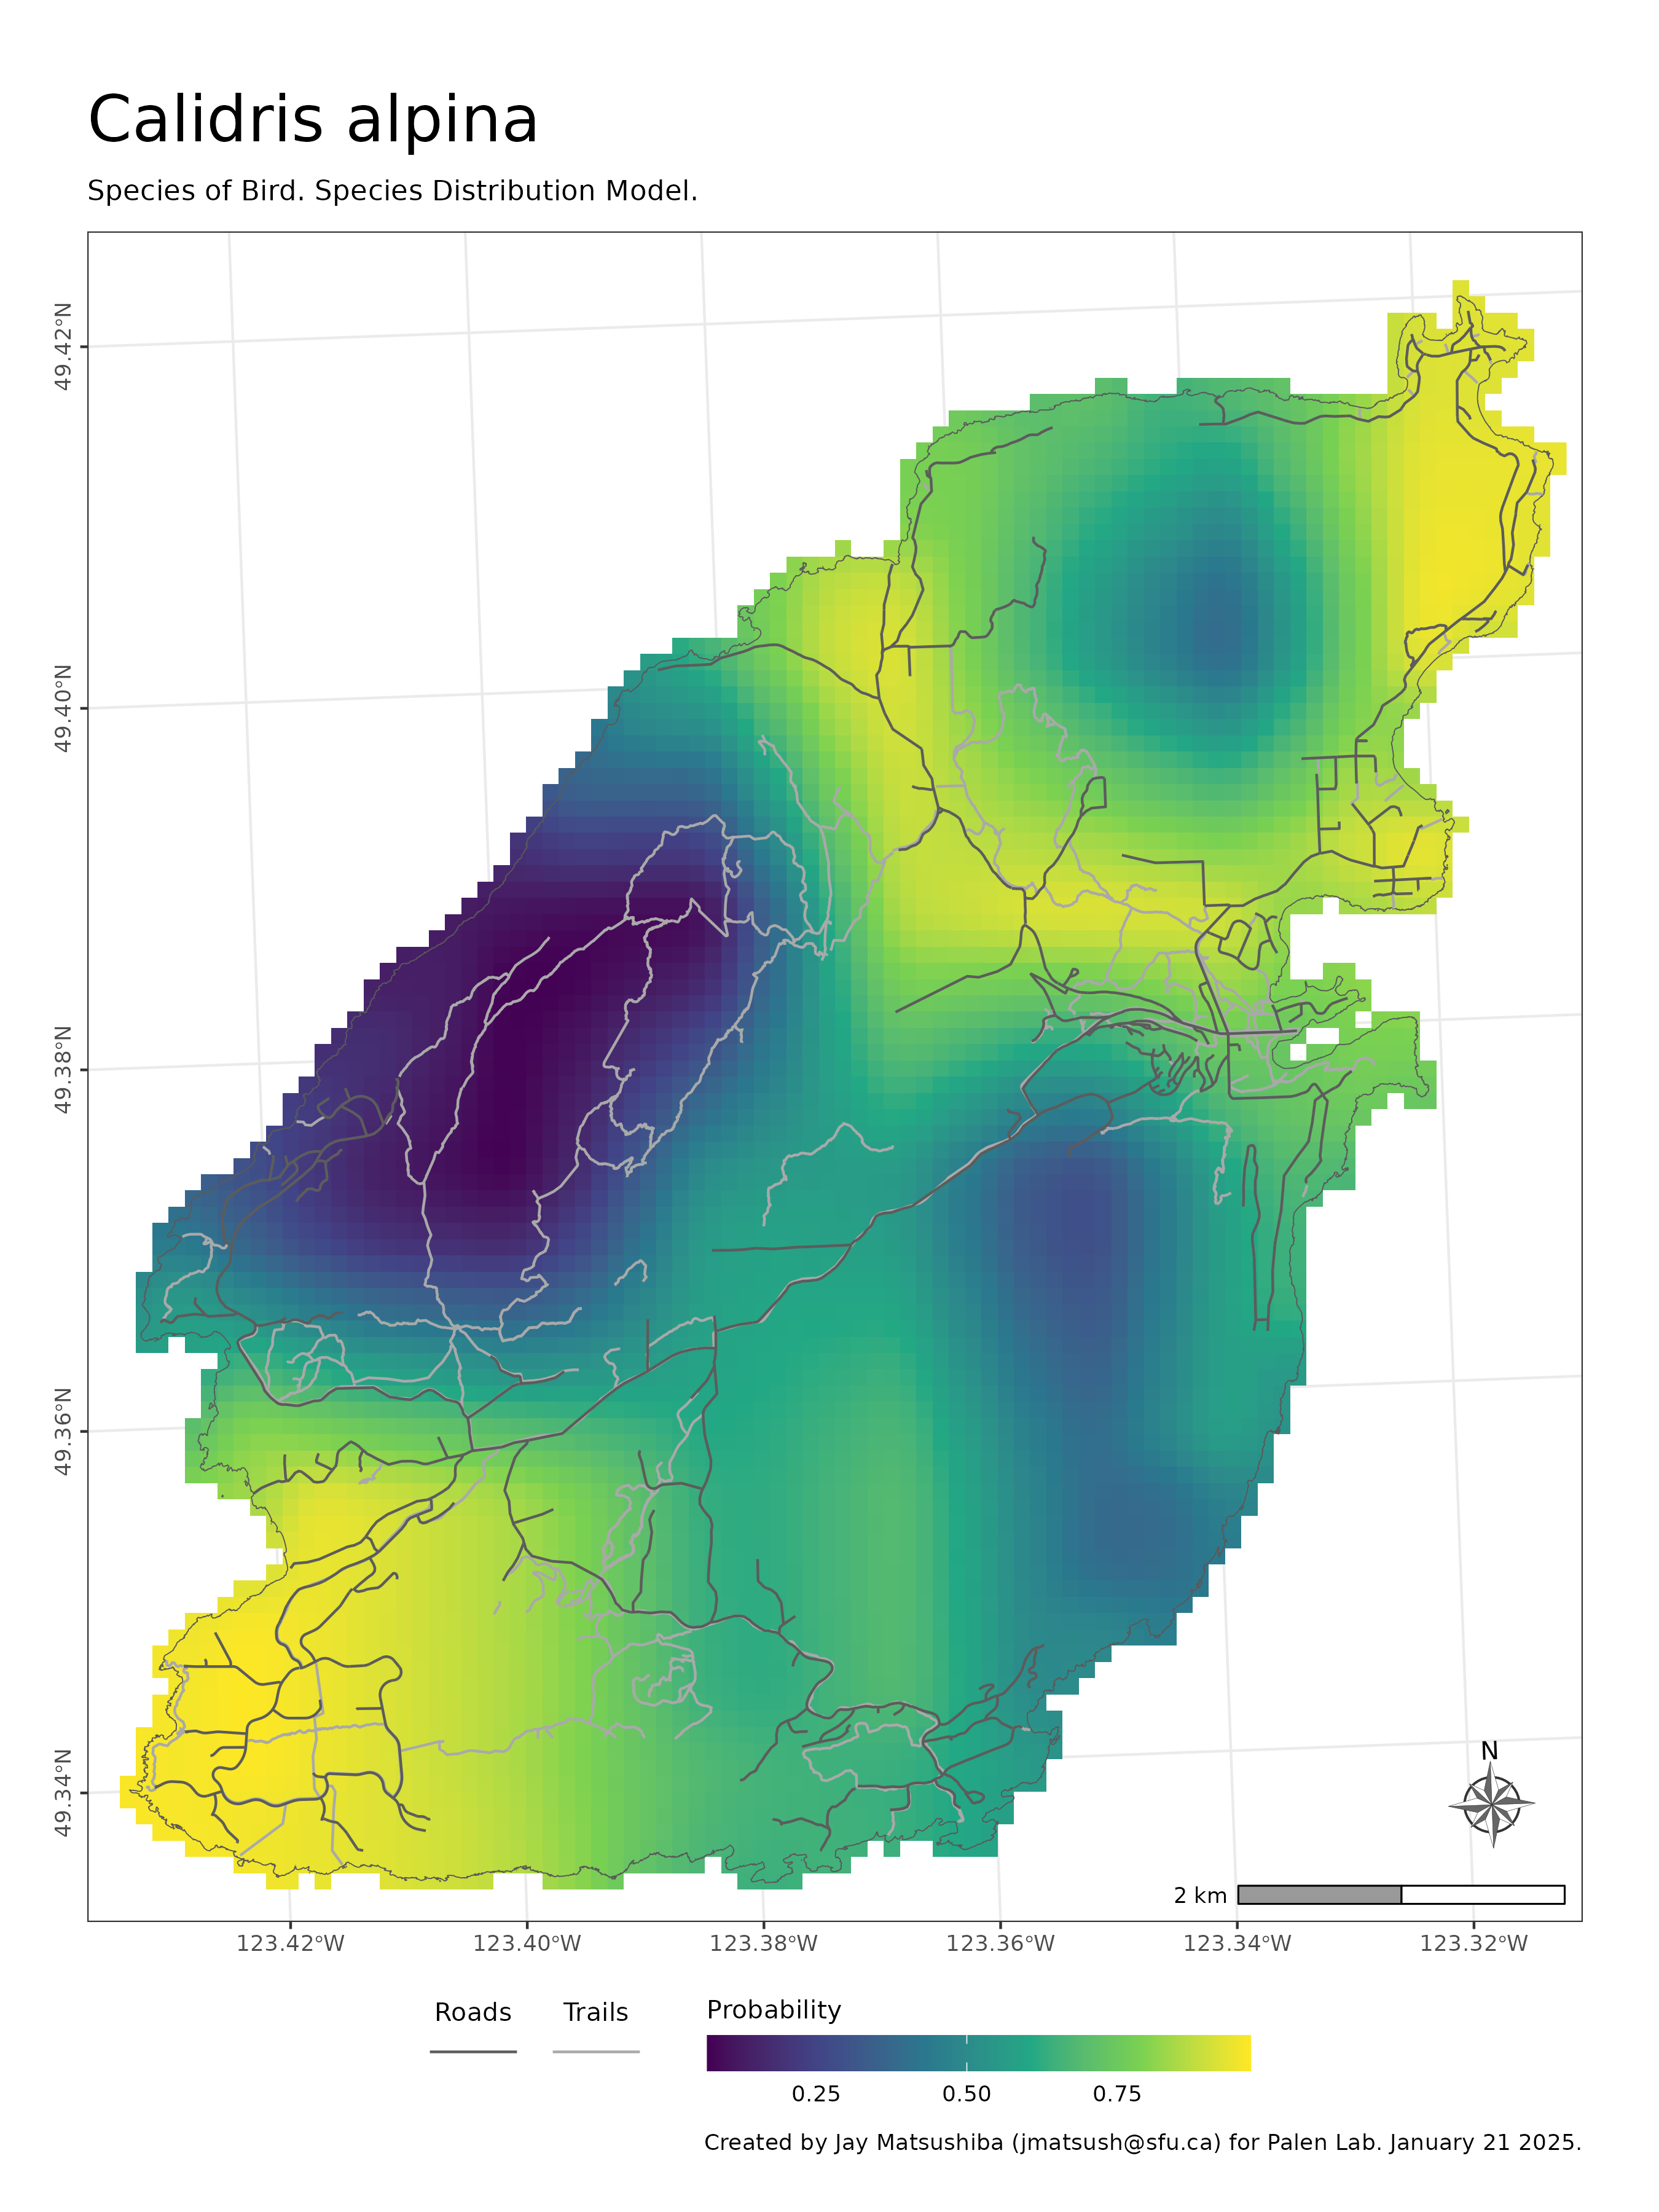 Calidris alpina
Species of Bird. Species Distribution Model.
49.42°N
49.40°N
49.38°N
49.36°N
49.34°N
N
2 km
123.42°W 123.40°W 123.38°W 123.36°W 123.34°W 123.32°W
Roads Trails Probability
0.25 0.50 0.75
Created by Jay Matsushiba (jmatsush@sfu.ca) for Palen Lab. January 21 2025.